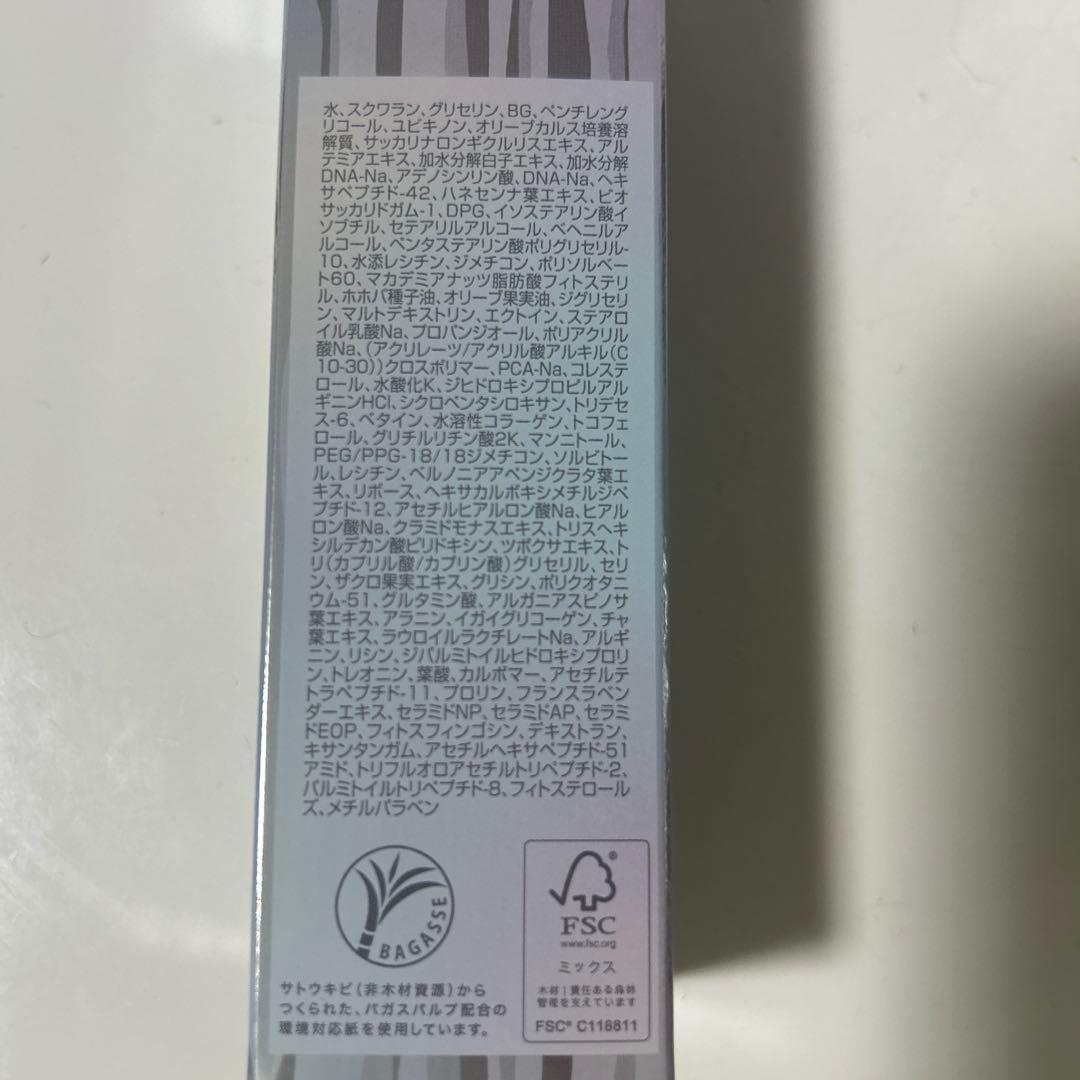 水、スクワラン、グリセリン、BG、ペンチレング
リコール、ユビキノン、オリーブカルス培養溶
解質、サッカリナロンギクルリスエキス、アル
テミアエキス、加水分解白子エキス、加水分解
DNA-Na、アデノシンリン酸、DNA-Na、ヘキ
サペプチド-42、ハネセンナ葉エキス、ビオ
サッカリドガム-1、DPG、イソステアリン酸イ
ソブチル、セテアリルアルコール、ベヘニルア
ルコール、ペンタステアリン酸ポリグリセリル-
10、水添レシチン、ジメチコン、ポリソルベー
ト60、マカデミアナッツ脂肪酸フィトステリ
ル、ホホバ種子油、オリーブ果実油、ジグリセリ
ン、マルトデキストリン、エクトイン、ステアロ
イル乳酸Na、プロパンジオール、ポリアクリル
酸Na、(アクリレーツ/アクリル酸アルキル(C
10-30))クロスポリマー、PCA-Na、コレステ
ロール、水酸化K、ジヒドロキシプロピルアル
ギニンHCl、シクロペンタシロキサン、トリデセ
ス-6、ベタイン、水溶性コラーゲン、トコフェ
ロール、グリチルリチン酸2K、マンニトール、
PEG/PPG-18/18ジメチコン、ソルビトー
ル、レシチン、ベルノニアアペンジクラタ葉エ
キス、リボース、ヘキサカルボキシメチルジペ
プチド-12、アセチルヒアルロン酸Na、ヒアル
ロン酸Na、クラミドモナスエキス、トリスヘキ
シルデカン酸ピリドキシン、ツボクサエキス、ト
リ(カプリル酸/カプリン酸)グリセリル、セリ
ン、ザクロ果実エキス、グリシン、ポリクオタニ
ウム-51、グルタミン酸、アルガニアスピノサ
葉エキス、アラニン、イガイグリコーゲン、チャ
葉エキス、ラウロイルラクチレートNa、アルギ
ニン、リシン、ジパルミトイルヒドロキシプロリ
ン、トレオニン、葉酸、カルボマー、アセチルテ
トラペプチド-11、プロリン、フランスラベン
ダーエキス、セラミドNP、セラミドAP、セラミ
ドEOP、フィトスフィンゴシン、デキストラン、
キサンタンガム、アセチルヘキサペプチド-51
アミド、トリフルオロアセチルトリペプチド-2、
パルミトイルトリペプチド-8、フィトステロール
ズ、メチルパラベン
BAGASSE
サトウキビ(非木材資源)から
つくられた、バガスパルプ配合の
環境対応紙を使用しています。
®
FSC
www.fsc.org
ミックス
木材|責任ある森林
管理を支えています
FSC® C118811